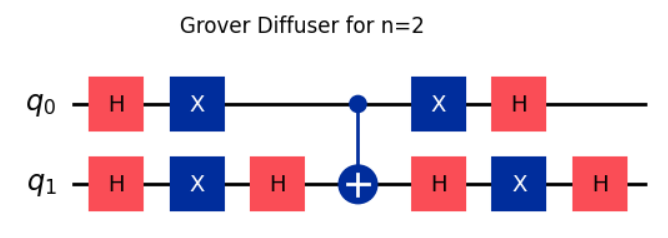 Grover Diffuser for n=2
q0 H X X H
q1 H X H H X H